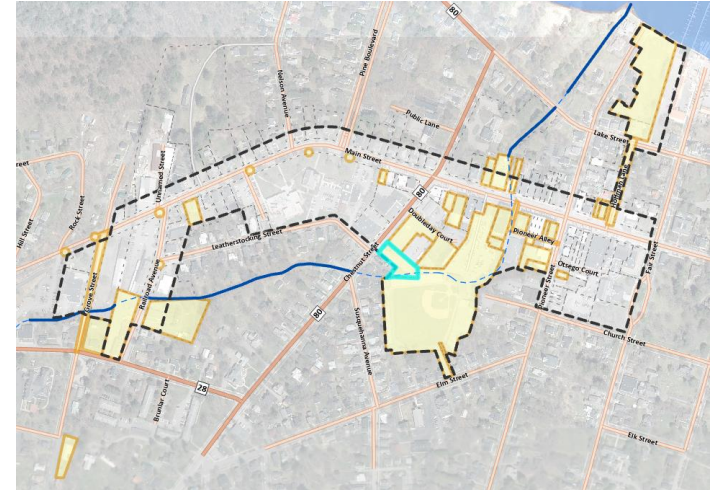 80
Nelson Avenue
Pine Boulevard
Public Lane
Lake Street
Main Street
Unnamed Street
reet
Rock Street
Hill Street
80
Doubleday Court
Pioneer Alley
Leatherstocking Street
Chestnut Street
Otsego Court
Fair Street
Pioneer Street
Grove Street
Railroad Avenue
80
Susquehanna Avenue
Church Street
28
Elm Street
Brunlar Court
Elk Street